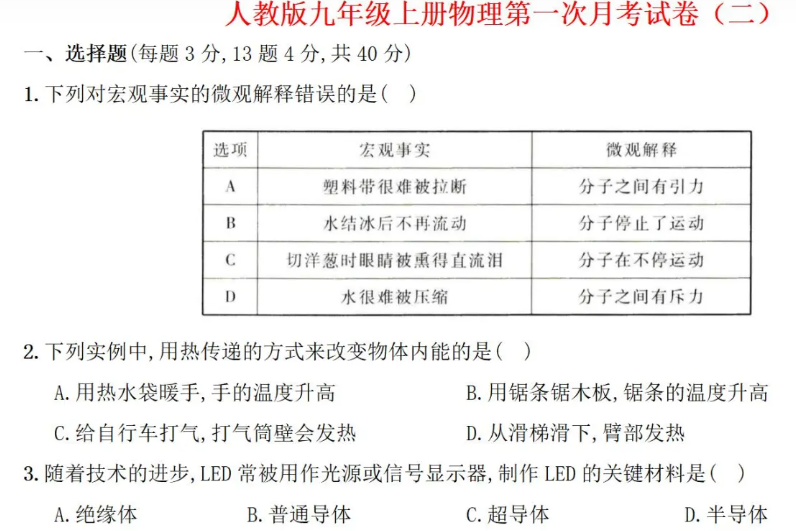 人教版九年级上册物理第一次月考试卷（二）
一、选择题(每题3分,13题4分,共40分)
1.下列对宏观事实的微观解释错误的是(　)
选项 宏观事实 微观解释
A 塑料带很难被拉断 分子之间有引力
B 水结冰后不再流动 分子停止了运动
C 切洋葱时眼睛被熏得直流泪 分子在不停运动
D 水很难被压缩 分子之间有斥力
2.下列实例中,用热传递的方式来改变物体内能的是(　)
A.用热水袋暖手,手的温度升高 B.用锯条锯木板,锯条的温度升高
C.给自行车打气,打气筒壁会发热 D.从滑梯滑下,臂部发热
3.随着技术的进步,LED常被用作光源或信号显示器,制作LED的关键材料是(　)
A.绝缘体 B.普通导体 C.超导体 D.半导体